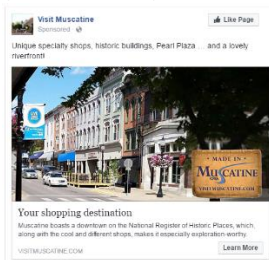 Visit Muscatine
Sponsored
Like Page
Unique specialty shops, historic buildings, Pearl Plaza ... and a lovely
riverfront!
• MADE IN •
MUSCATINE
VISITMUSCATINE.COM
Your shopping destination
Muscatine boasts a downtown on the National Register of Historic Places, which,
along with the cool and different shops, makes it especially exploration-worthy.
VISITMUSCATINE.COM
Learn More